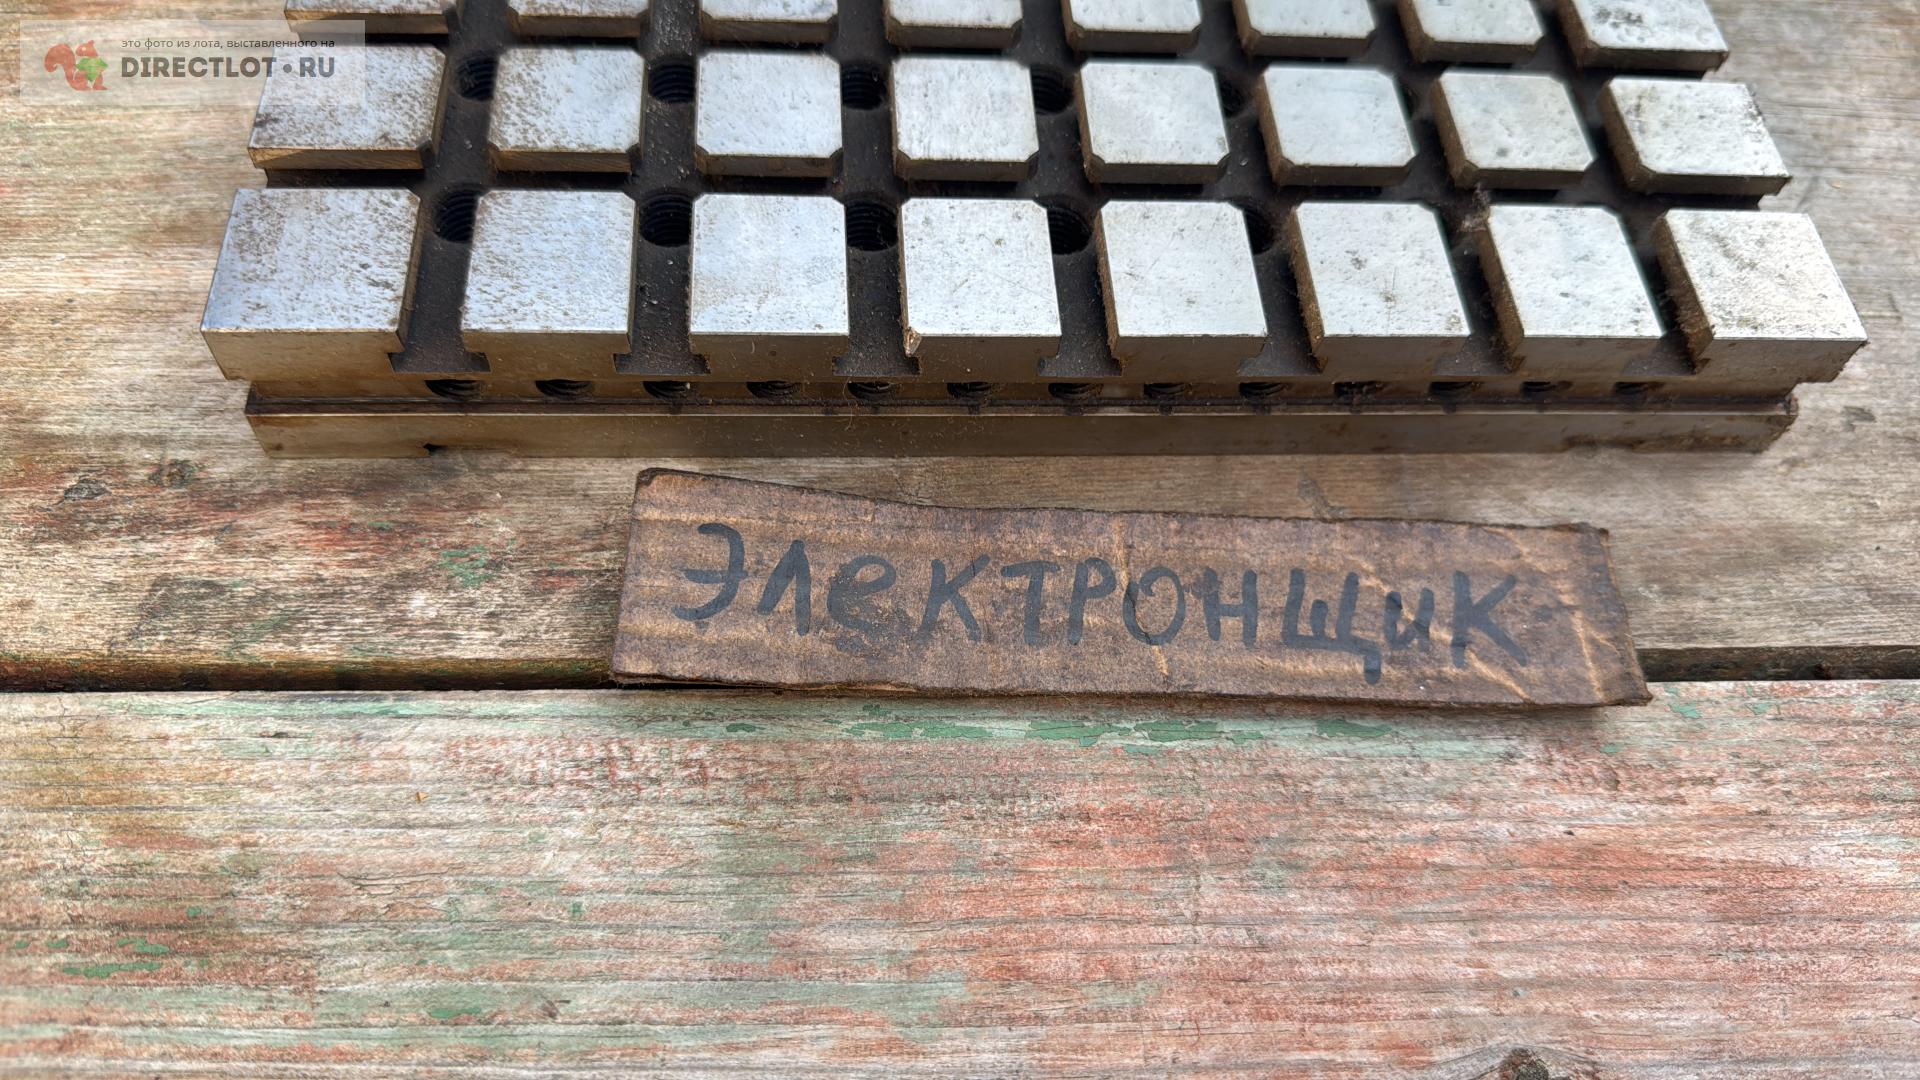 это фото из лота, выставленного на
DIRECTLOT.RU
ЭЛеКТРОНЩиК